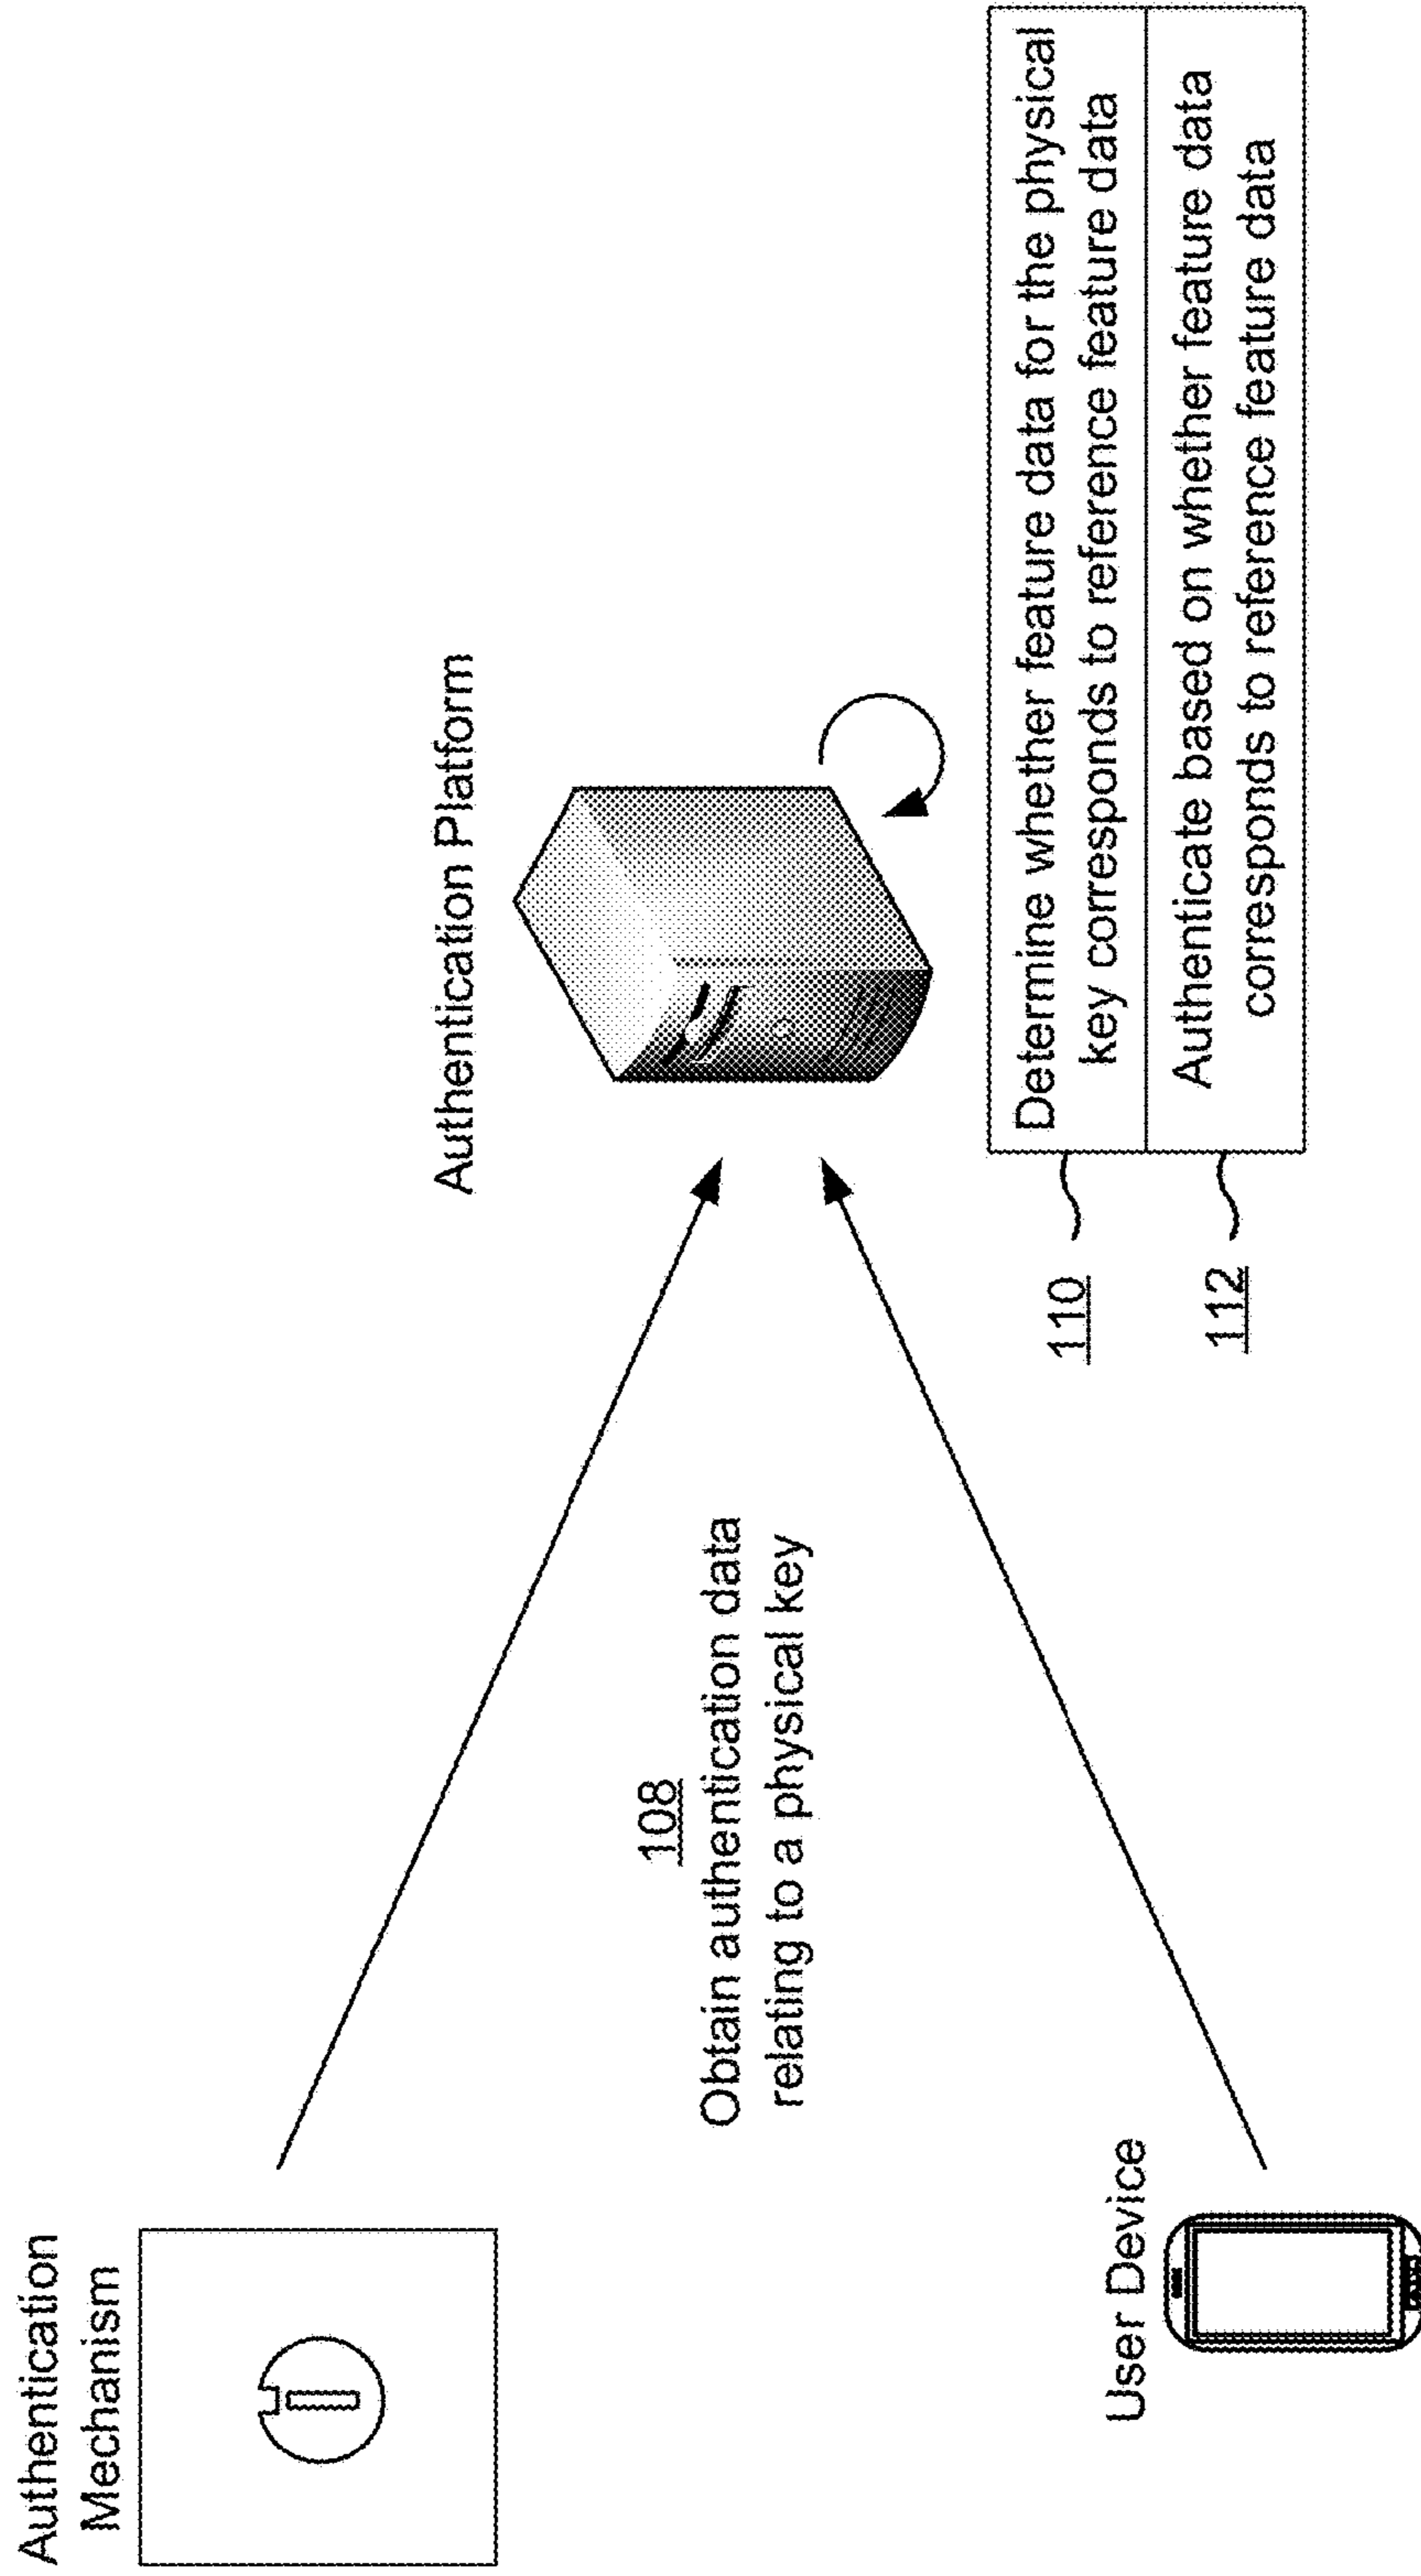 Authentication
Mechanism
Authentication Platform
108
Obtain authentication data
relating to a physical key
User Device
110
Determine whether feature data for the physical
key corresponds to reference feature data
112
Authenticate based on whether feature data
corresponds to reference feature data